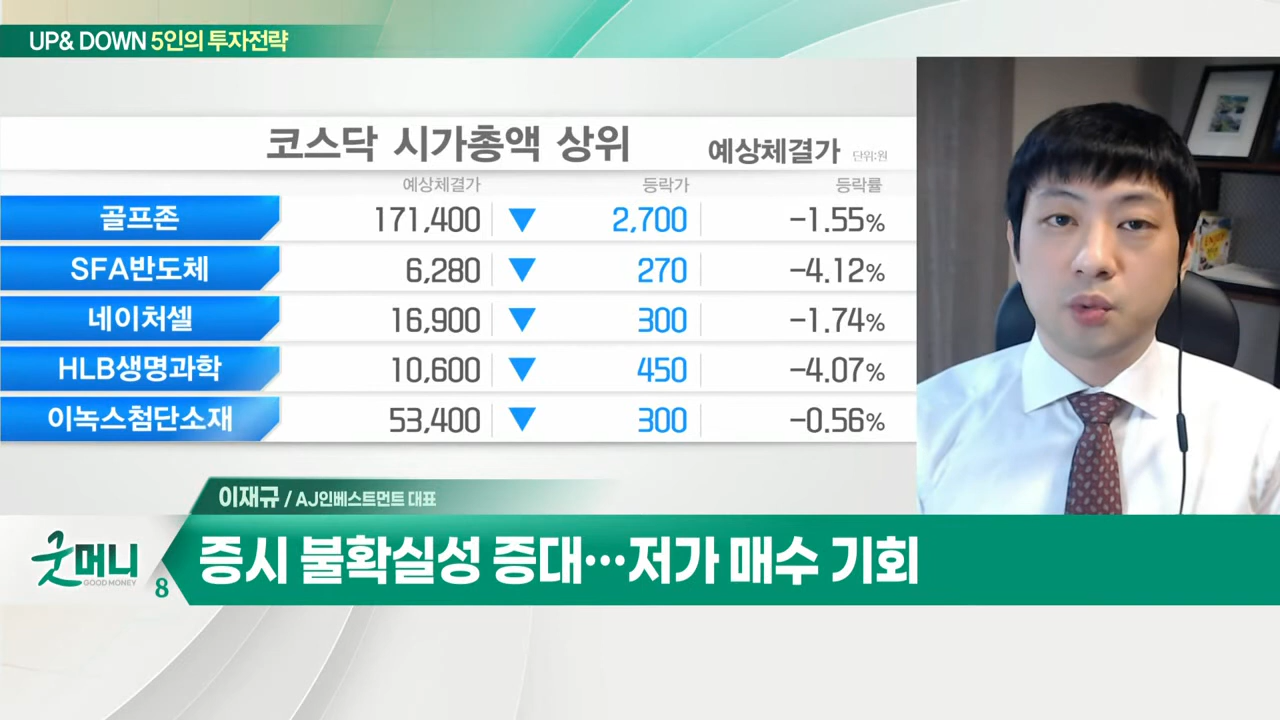 UP& DOWN 5인의 투자전략
코스닥 시가총액 상위 예상체결가 단위:원
예상체결가 등락가 등락률
골프존 171,400 ▼ 2,700 -1.55%
SFA반도체 6,280 ▼ 270 -4.12%
네이처셀 16,900 ▼ 300 -1.74%
HLB생명과학 10,600 ▼ 450 -4.07%
이녹스첨단소재 53,400 ▼ 300 -0.56%
이재규 / AJ인베스트먼트 대표
굿머니 GOOD MONEY 8
증시 불확실성 증대…저가 매수 기회